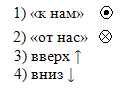 1) «к нам» ⊙
2) «от нас» ⊗
3) вверх ↑
4) вниз ↓